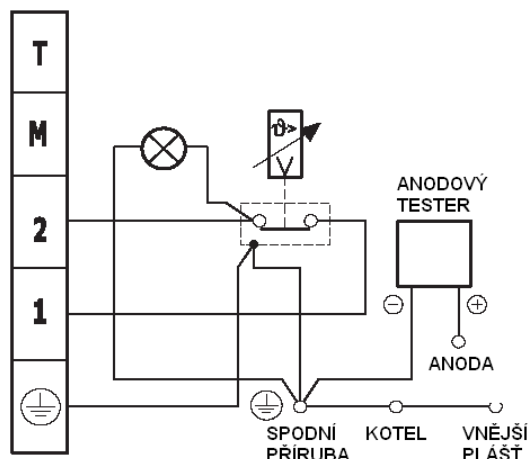 T
M
2
1
ϑ>
ANODOVÝ
TESTER
−
+
ANODA
SPODNÍ
PŘÍRUBA
KOTEL
VNĚJŠÍ
PLÁŠŤ